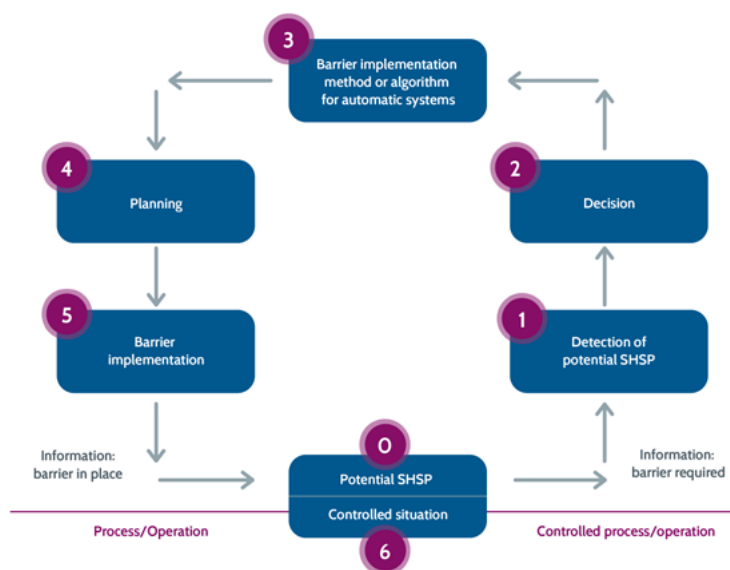 3
Barrier implementation
method or algorithm
for automatic systems
4
Planning
2
Decision
5
Barrier
implementation
1
Detection of
potential SHSP
Information:
barrier in place
0
Potential SHSP
Information:
barrier required
Process/Operation
Controlled situation
Controlled process/operation
6